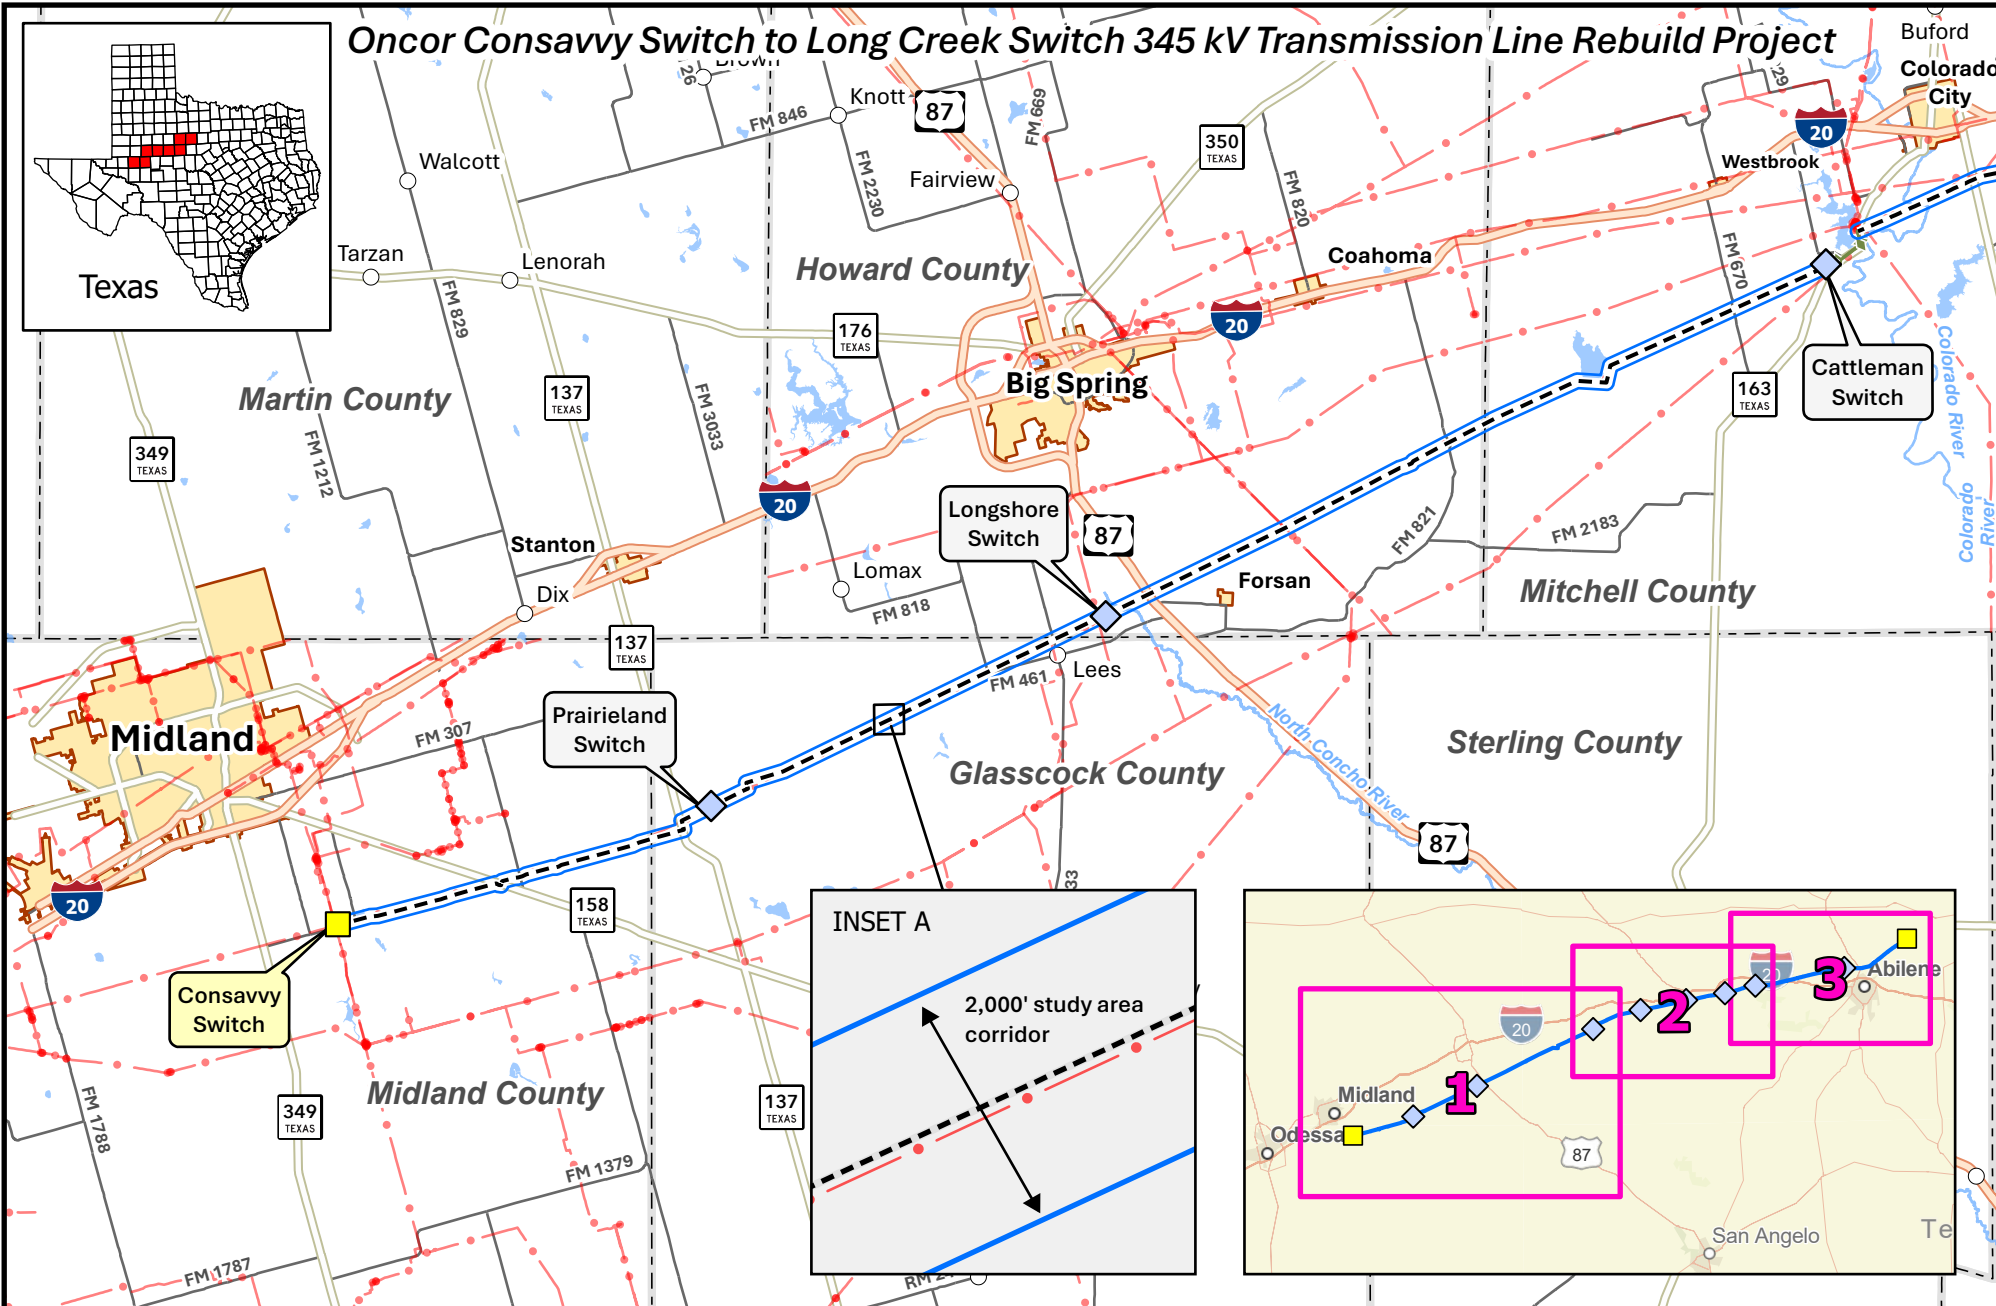 Oncor Consavvy Switch to Long Creek Switch 345 kV Transmission Line Rebuild Project
Texas
Buford
Colorado
City
Brown
Knott
87
FM 669
FM 846
350
TEXAS
20
Westbrook
Walcott
FM 2230
Fairview
FM 820
Tarzan
Lenorah
Howard County
Coahoma
FM 670
FM 829
176
TEXAS
20
Big Spring
Cattleman
Switch
Colorado River
Martin County
137
TEXAS
FM 3033
163
TEXAS
349
TEXAS
FM 1212
20
Longshore
Switch
87
FM 821
FM 2183
Colorado
River
Stanton
Dix
Lomax
FM 818
Forsan
Mitchell County
137
TEXAS
Lees
FM 461
Prairieland
Switch
Midland
FM 307
Glasscock County
North Concho River
Sterling County
87
20
158
TEXAS
33
Consavvy
Switch
INSET A
2,000' study area
corridor
Midland County
FM 1788
349
TEXAS
137
TEXAS
FM 1379
FM 1787
20
20
3
Abilene
2
1
Midland
Odessa
87
San Angelo
Te